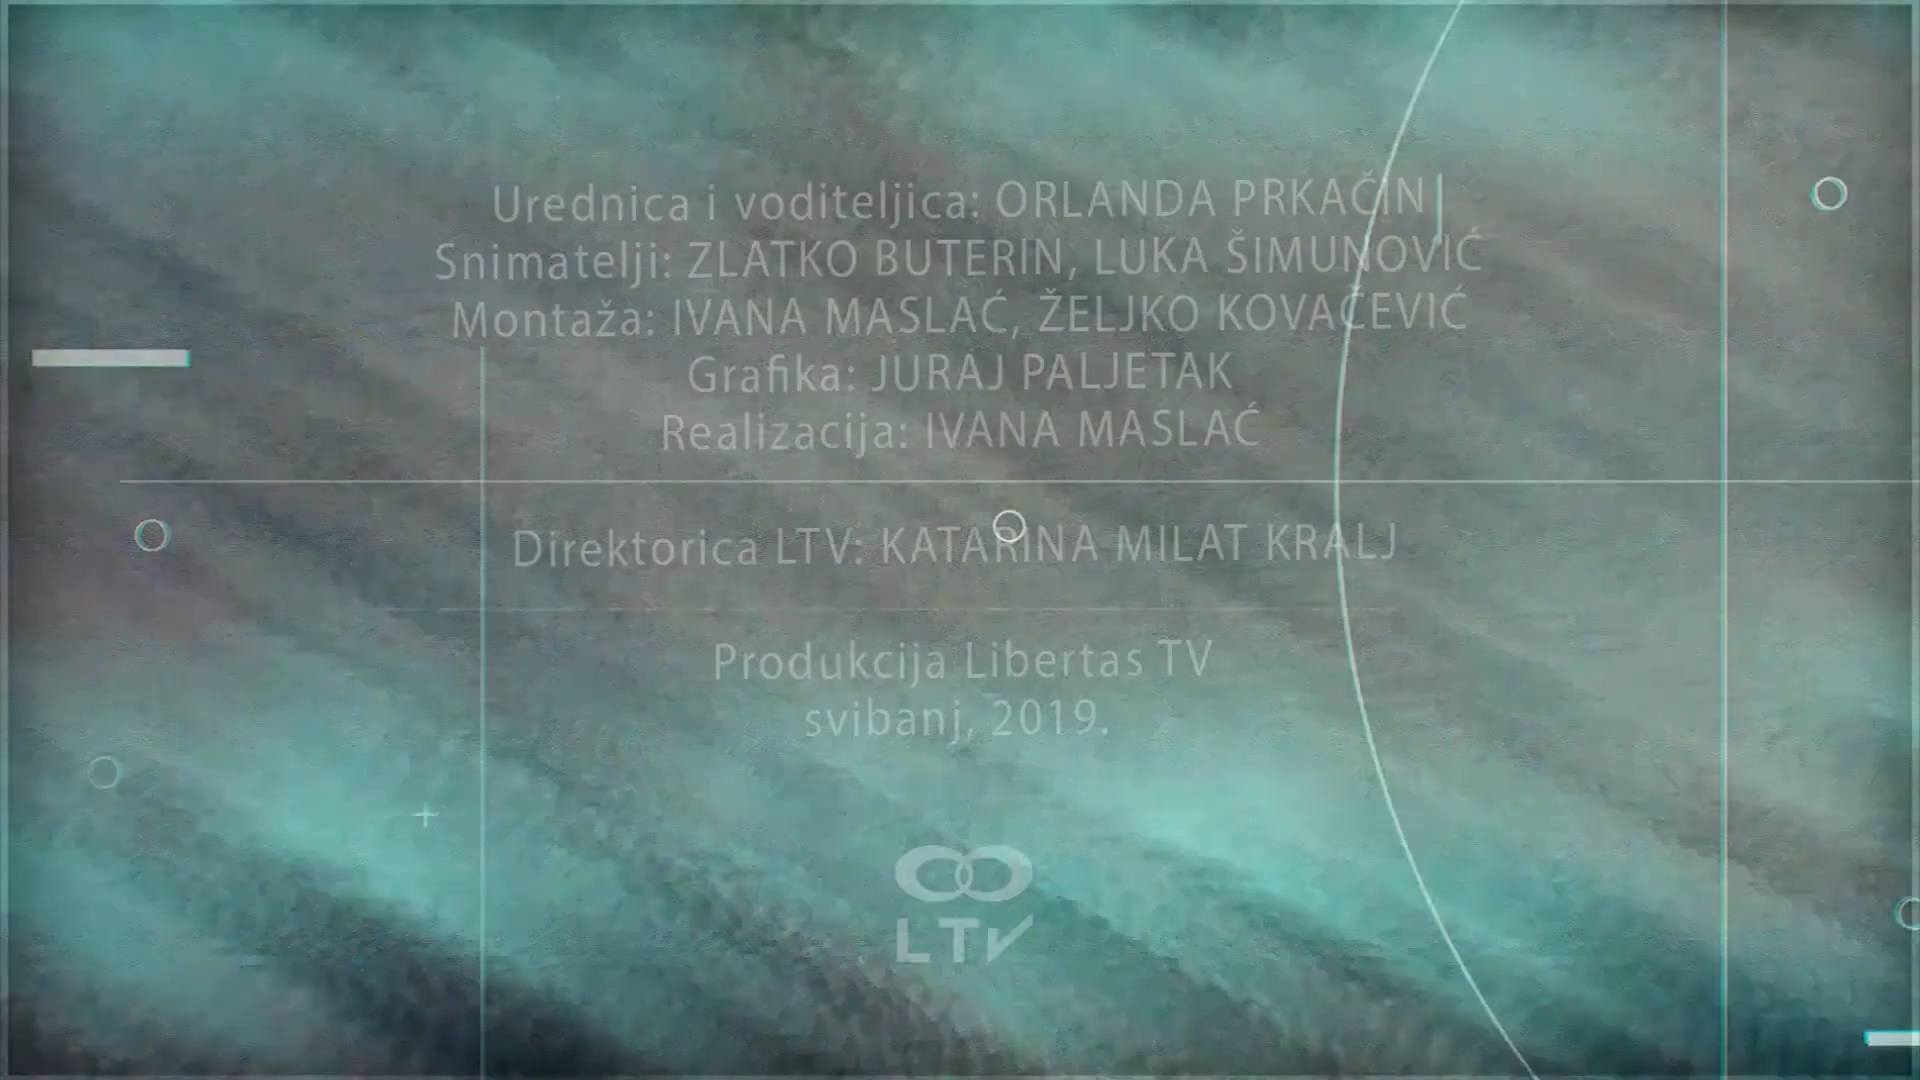 Urednica i voditeljica: ORLANDA PRKAČIN
Snimatelji: ZLATKO BUTERIN, LUKA ŠIMUNOVIĆ
Montaža: IVANA MASLAĆ, ŽELJKO KOVAČEVIĆ
Grafika: JURAJ PALJETAK
Realizacija: IVANA MASLAĆ
Direktorica LTV: KATARINA MILAT KRALJ
Produkcija Libertas TV
svibanj, 2019.
LTV